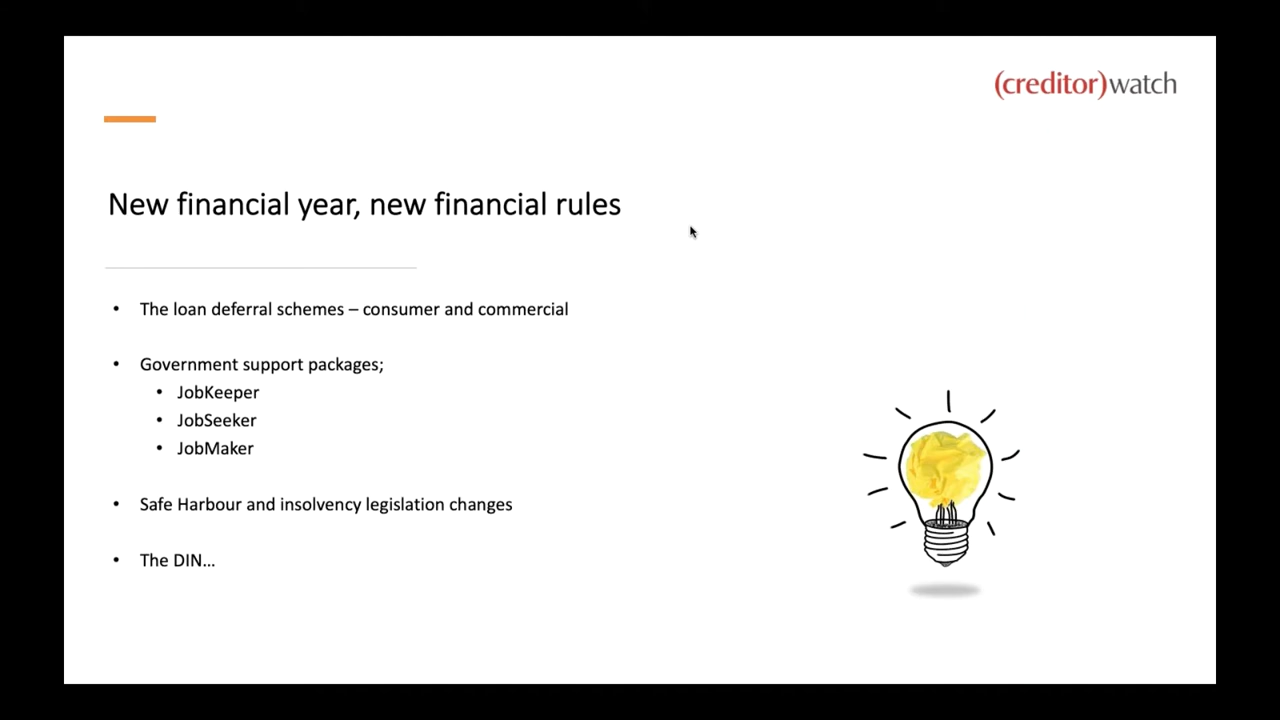 (creditor)watch
New financial year, new financial rules
• The loan deferral schemes – consumer and commercial
• Government support packages;
• JobKeeper
• JobSeeker
• JobMaker
• Safe Harbour and insolvency legislation changes
• The DIN...